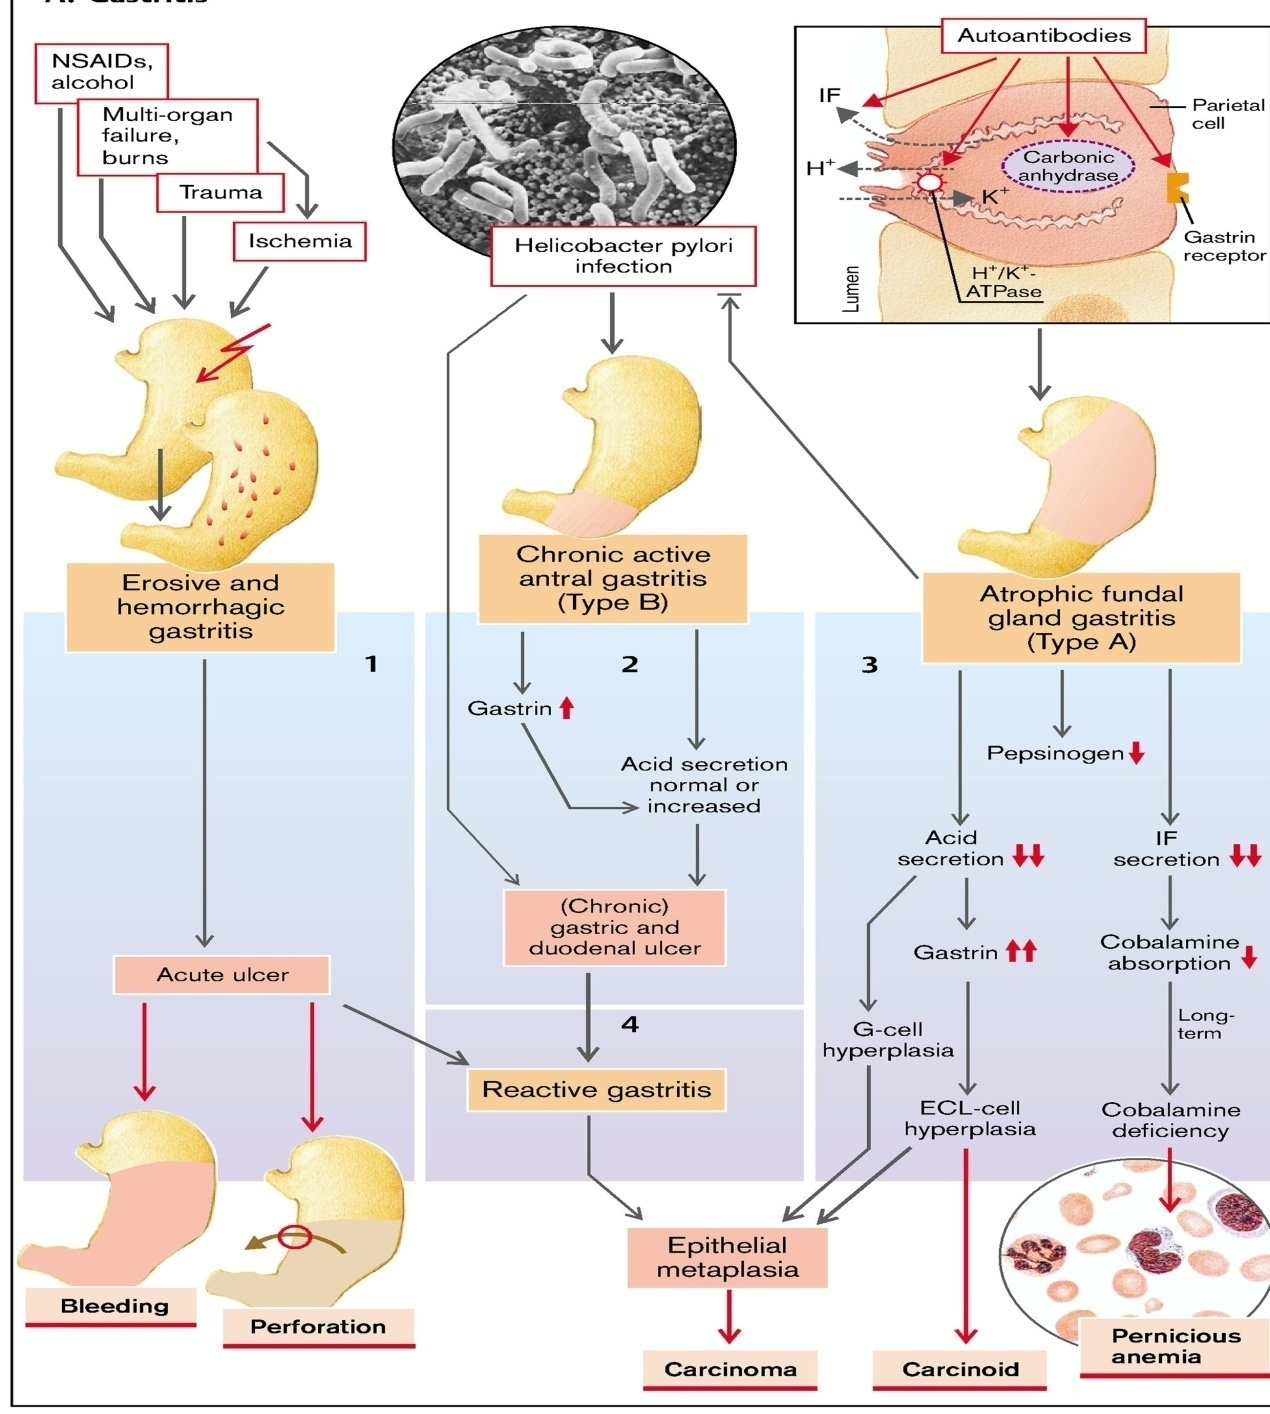 A. Gastritis
NSAIDs,
alcohol
Multi-organ
failure,
burns
Trauma
Ischemia
Helicobacter pylori
infection
Autoantibodies
IF
H+
K+
Carbonic
anhydrase
Parietal
cell
Gastrin
receptor
H+/K+-
ATPase
Lumen
Erosive and
hemorrhagic
gastritis
Chronic active
antral gastritis
(Type B)
Atrophic fundal
gland gastritis
(Type A)
1
2
3
Gastrin
Acid secretion
normal or
increased
Pepsinogen
Acid
secretion
IF
secretion
(Chronic)
gastric and
duodenal ulcer
Gastrin
Cobalamine
absorption
Acute ulcer
4
G-cell
hyperplasia
Long-
term
Reactive gastritis
ECL-cell
hyperplasia
Cobalamine
deficiency
Epithelial
metaplasia
Bleeding
Perforation
Carcinoma
Carcinoid
Pernicious
anemia